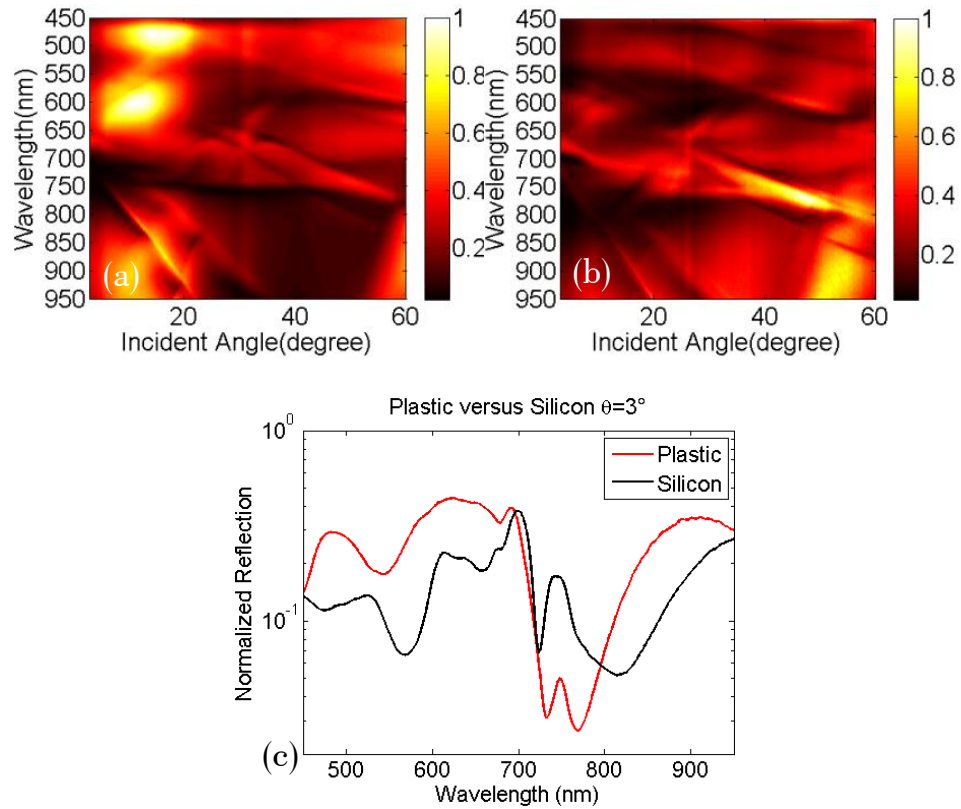 450
500
550
600
650
700
750
800
850
900
950
Wavelength(nm)
20 40 60
Incident Angle(degree)
(a)
1
0.8
0.6
0.4
0.2
450
500
550
600
650
700
750
800
850
900
950
Wavelength(nm)
20 40 60
Incident Angle(degree)
(b)
1
0.8
0.6
0.4
0.2
Plastic versus Silicon θ=3°
10^0
10^-1
Normalized Reflection
Plastic
Silicon
500 600 700 800 900
Wavelength (nm)
(c)